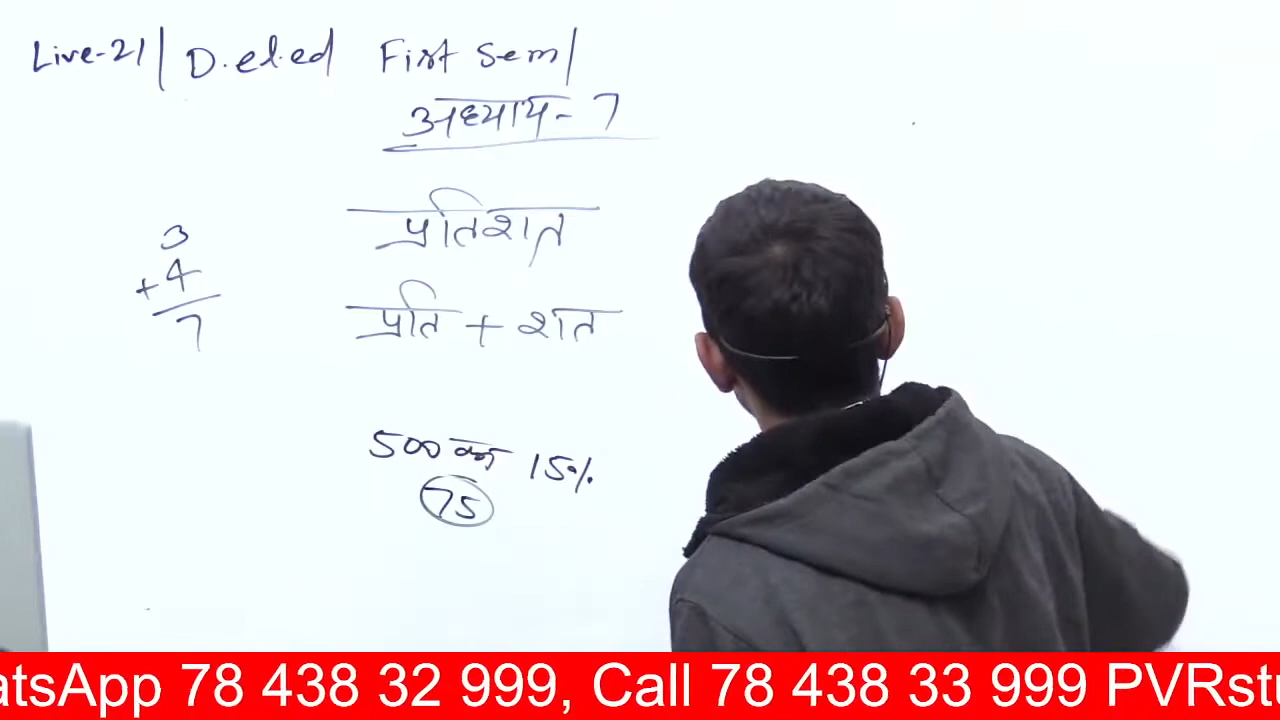 Live-21/ D.el.ed First Sem/
अध्याय- 7
प्रतिशत
3
+4
7
प्रति + शत
500 का 15%
75
atsApp 78 438 32 999, Call 78 438 33 999 PVRstu